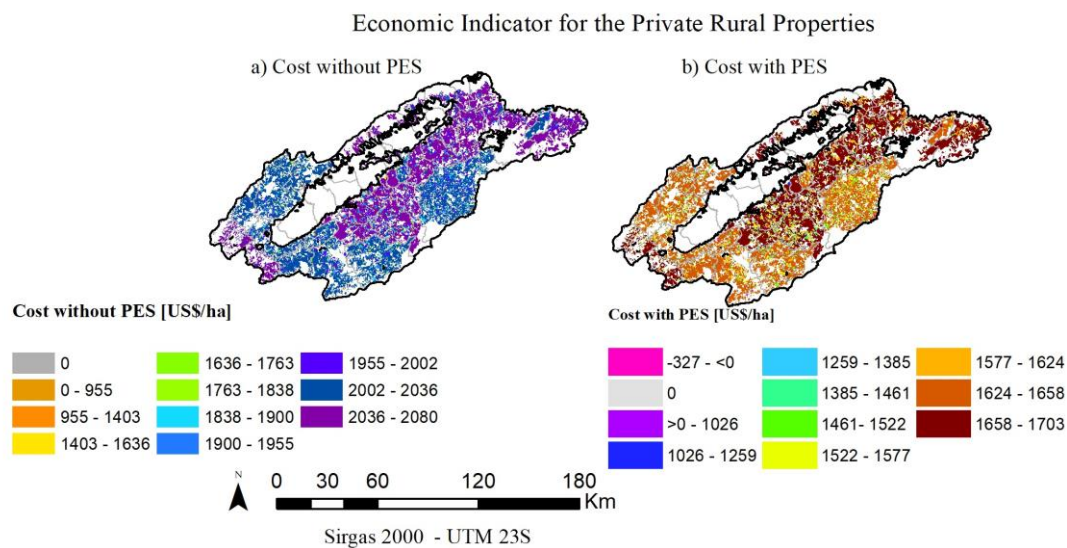 Economic Indicator for the Private Rural Properties
a) Cost without PES
b) Cost with PES
Cost without PES [US$/ha]
0
0 - 955
955 - 1403
1403 - 1636
1636 - 1763
1763 - 1838
1838 - 1900
1900 - 1955
1955 - 2002
2002 - 2036
2036 - 2080
Cost with PES [US$/ha]
-327 - <0
0
>0 - 1026
1026 - 1259
1259 - 1385
1385 - 1461
1461- 1522
1522 - 1577
1577 - 1624
1624 - 1658
1658 - 1703
N
0 30 60 120 180
Km
Sirgas 2000 - UTM 23S